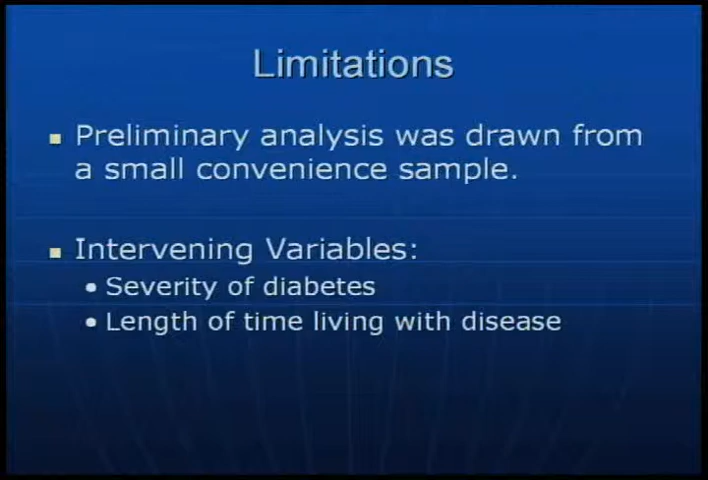 Limitations
Preliminary analysis was drawn from
a small convenience sample.
Intervening Variables:
Severity of diabetes
Length of time living with disease